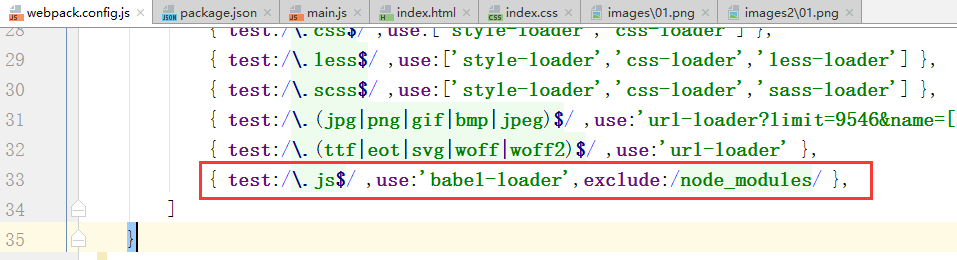 webpack.config.js × package.json × main.js × index.html × index.css × images\01.png × images2\01.png ×
28 { test:/\.css$/ ,use:['style-loader','css-loader'] },
29 { test:/\.less$/ ,use:['style-loader','css-loader','less-loader'] },
30 { test:/\.scss$/ ,use:['style-loader','css-loader','sass-loader'] },
31 { test:/\.(jpg|png|gif|bmp|jpeg)$/ ,use:'url-loader?limit=9546&name=[
32 { test:/\.(ttf|eot|svg|woff|woff2)$/ ,use:'url-loader' },
33 { test:/\.js$/ ,use:'babel-loader',exclude:/node_modules/ },
34 ]
35 }